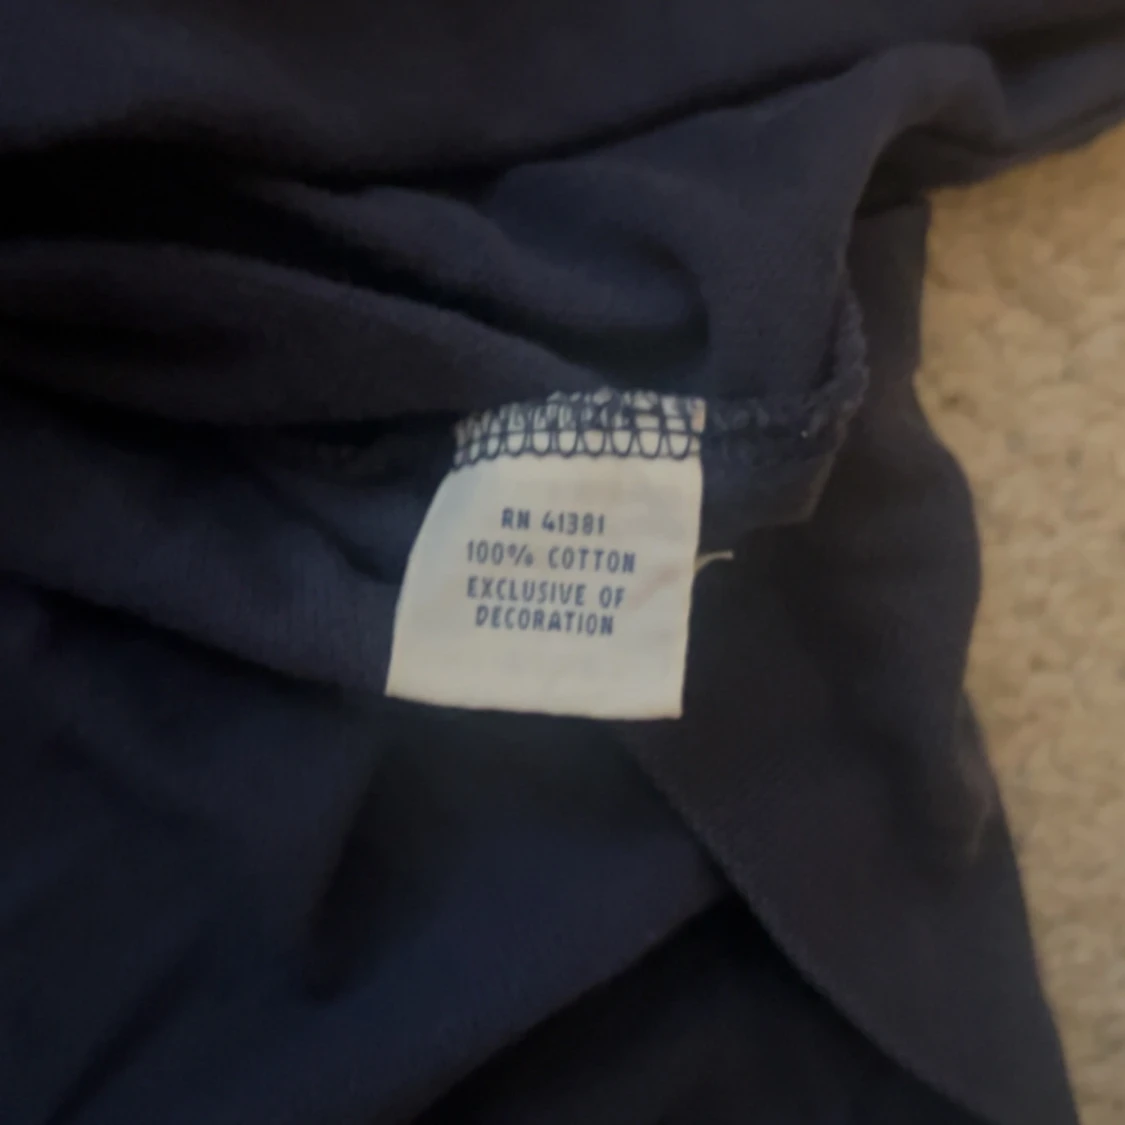 RN 41381
100% COTTON
EXCLUSIVE OF
DECORATION